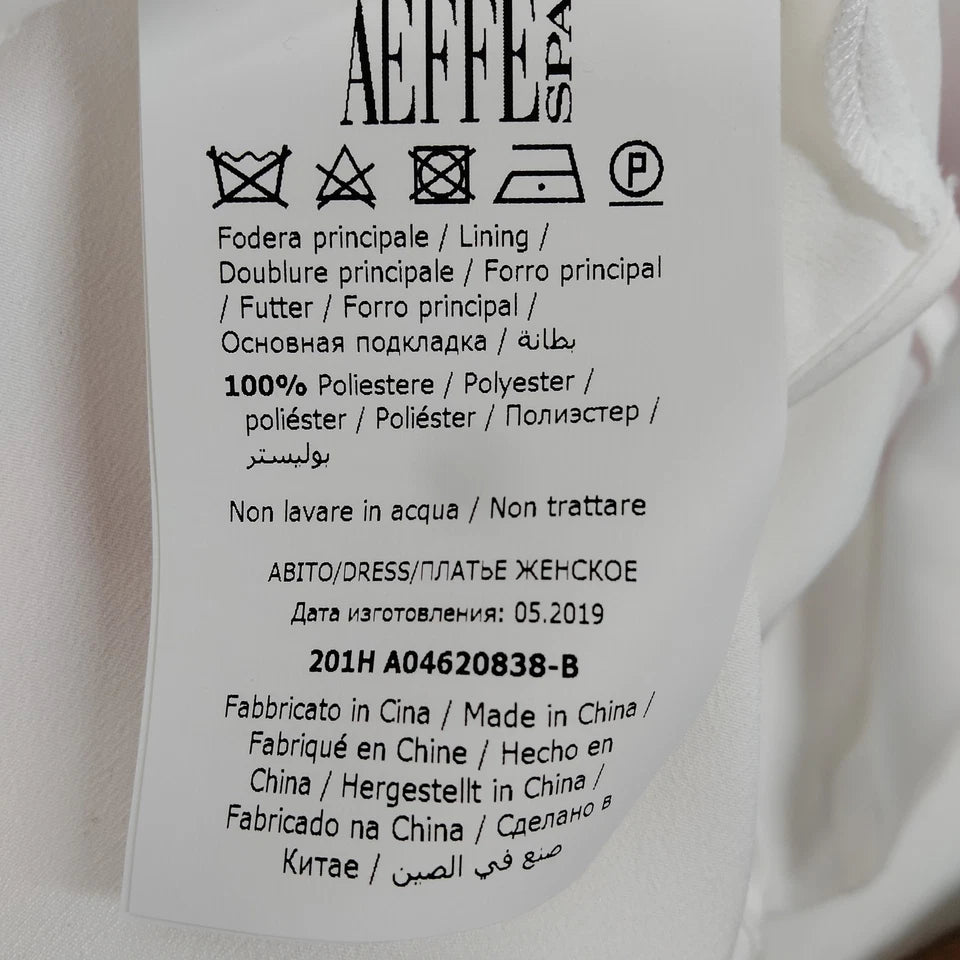 AEFFE SPA
P
Fodera principale / Lining /
Doublure principale / Forro principal
/ Futter / Forro principal /
Основная подкладка / بطانة
100% Poliestere / Polyester /
poliéster / Poliéster / Полиэстер /
بوليستر
Non lavare in acqua / Non trattare
ABITO/DRESS/ПЛАТЬЕ ЖЕНСКОЕ
Дата изготовления: 05.2019
201H A04620838-B
Fabbricato in Cina / Made in China /
Fabriqué en Chine / Hecho en
China / Hergestellt in China /
Fabricado na China / Сделано в
Китае / صنع في الصين